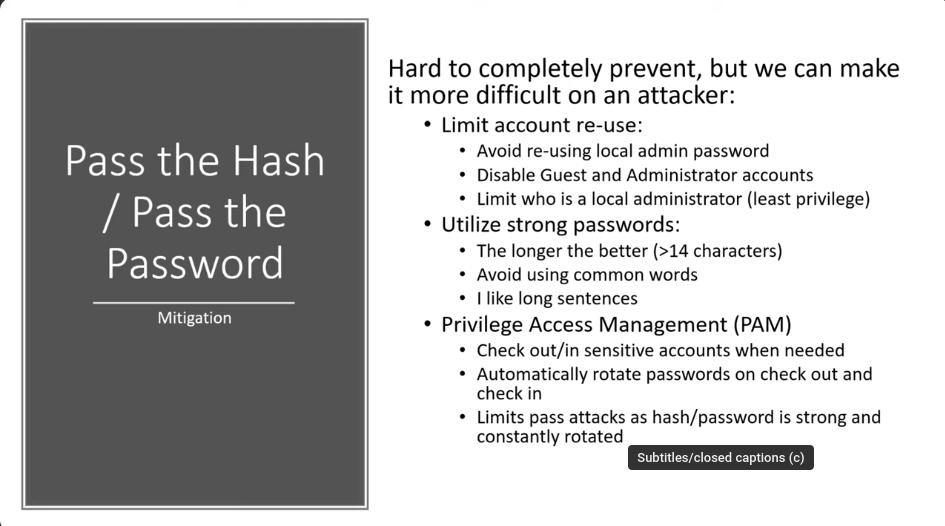 Pass the Hash
/ Pass the
Password
Mitigation
Hard to completely prevent, but we can make
it more difficult on an attacker:
• Limit account re-use:
• Avoid re-using local admin password
• Disable Guest and Administrator accounts
• Limit who is a local administrator (least privilege)
• Utilize strong passwords:
• The longer the better (>14 characters)
• Avoid using common words
• I like long sentences
• Privilege Access Management (PAM)
• Check out/in sensitive accounts when needed
• Automatically rotate passwords on check out and
check in
• Limits pass attacks as hash/password is strong and
constantly rotated
Subtitles/closed captions (c)